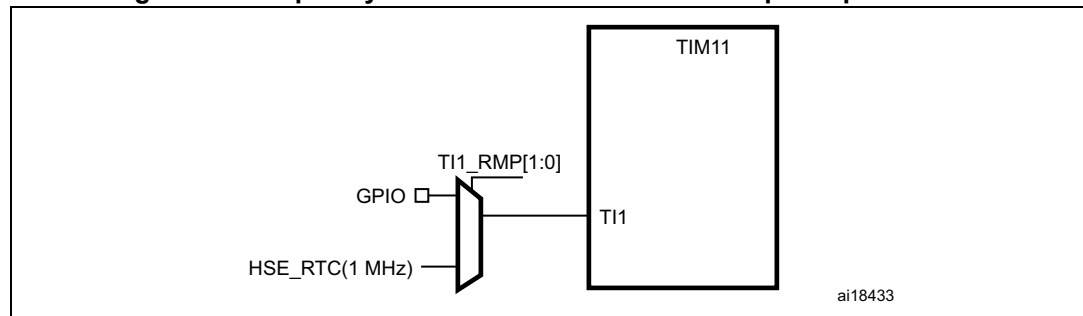 TIM11
TI1_RMP[1:0]
GPIO
TI1
HSE_RTC(1 MHz)
ai18433